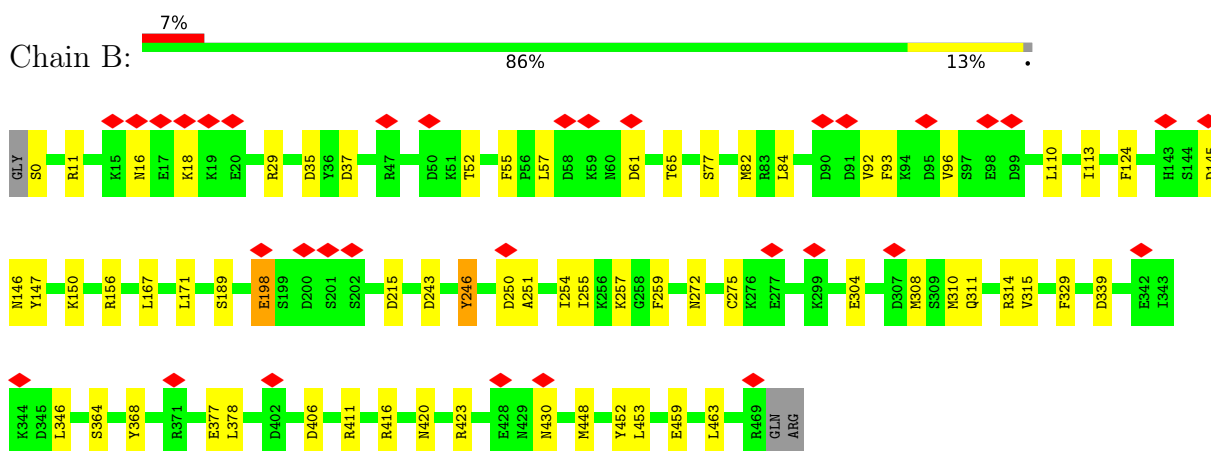 7%
Chain B:
86% 13% •
GLY S0 R11 K15 N16 E17 K18 K19 E20 R29 D35 Y36 D37 R47 D50 K51 T52 F55 P56 L57 D58 K59 N60 D61 T65 S77 M82 R83 L84 D90 D91 V92 F93 K94 D95 V96 S97 E98 D99 L110 I113 F124 H143 S144 D145
N146 Y147 K150 R156 L167 L171 S189 E198 S199 D200 S201 S202 D215 D243 Y246 D250 A251 I254 I255 K256 K257 G258 F259 N272 C275 K276 E277 K299 E304 D307 M308 S309 M310 Q311 R314 V315 F329 D339 E342 I343
K344 D345 L346 S364 Y368 R371 E377 L378 D402 D406 R411 R416 N420 R423 E428 N429 N430 M448 Y452 L453 E459 L463 R469 GLN ARG